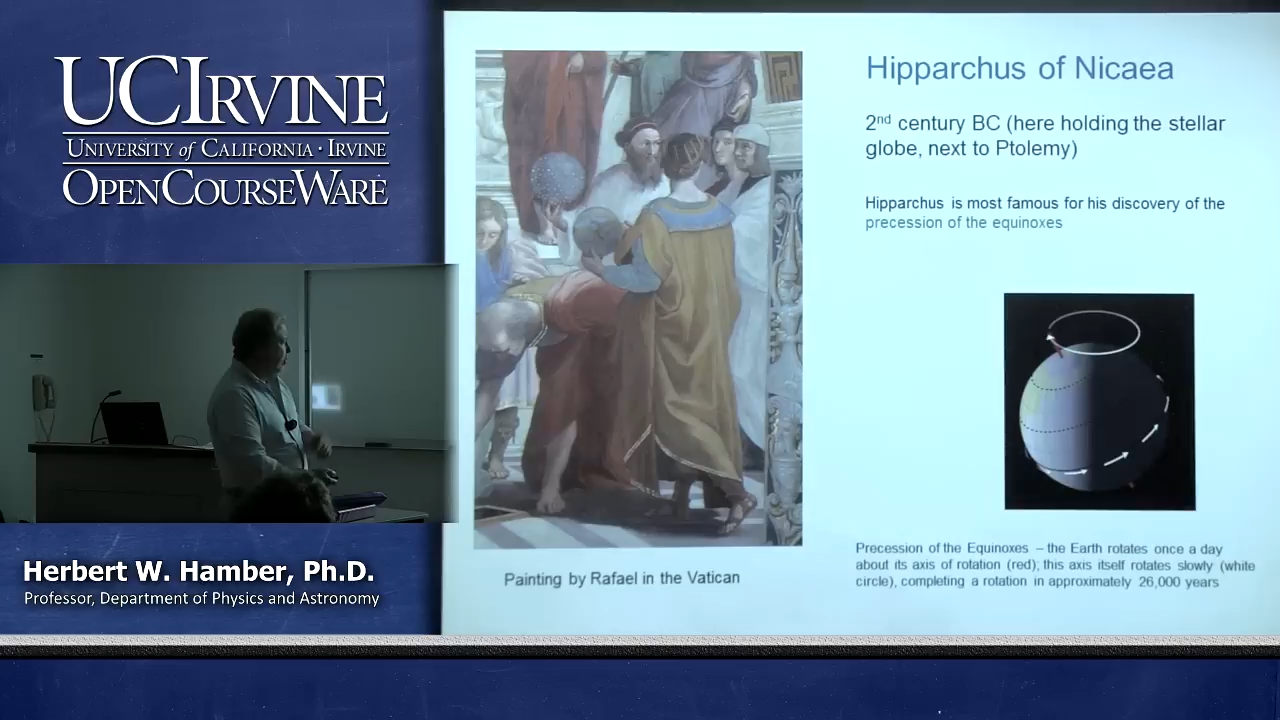 UCIRVINE
UNIVERSITY of CALIFORNIA · IRVINE
OPENCOURSEWARE
Herbert W. Hamber, Ph.D.
Professor, Department of Physics and Astronomy
Hipparchus of Nicaea
2nd century BC (here holding the stellar
globe, next to Ptolemy)
Hipparchus is most famous for his discovery of the
precession of the equinoxes
Painting by Rafael in the Vatican
Precession of the Equinoxes – the Earth rotates once a day
about its axis of rotation (red); this axis itself rotates slowly (white
circle), completing a rotation in approximately 26,000 years